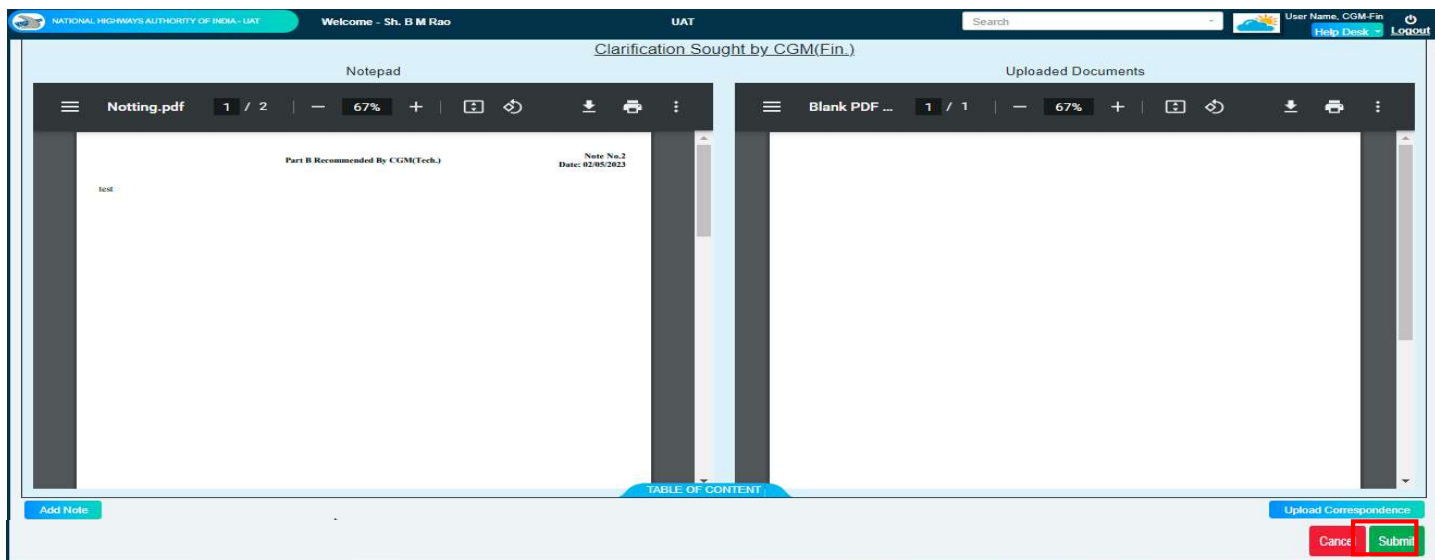 NATIONAL HIGHWAYS AUTHORITY OF INDIA - UAT
Welcome - Sh. B M Rao
UAT
Search
User Name, CGM-Fin
Help Desk
Logout
Clarification Sought by CGM(Fin.)
Notepad
Uploaded Documents
Notting.pdf 1 / 2 | − 67% + |
Blank PDF ... 1 / 1 | − 67% + |
Part B Recommended By CGM(Tech.)
Note No.2
Date: 02/05/2023
test
TABLE OF CONTENT
Add Note
Upload Correspondence
Cancel
Submit